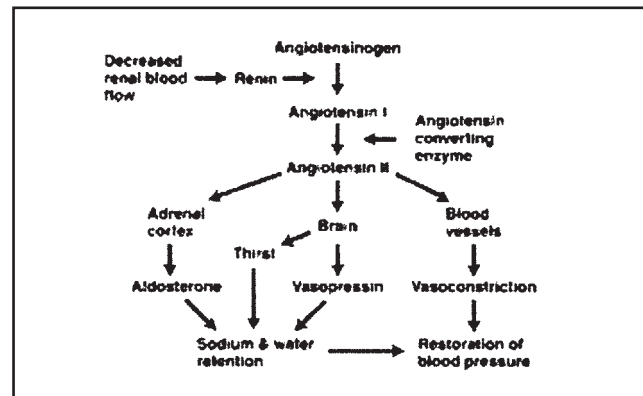 Angiotensinogen
Decreased
renal blood
flow
Renin
Angiotensin I
Angiotensin
converting
enzyme
Angiotensin II
Adrenal
cortex
Brain
Blood
vessels
Thirst
Aldosterone
Vasopressin
Vasoconstriction
Sodium & water
retention
Restoration of
blood pressure